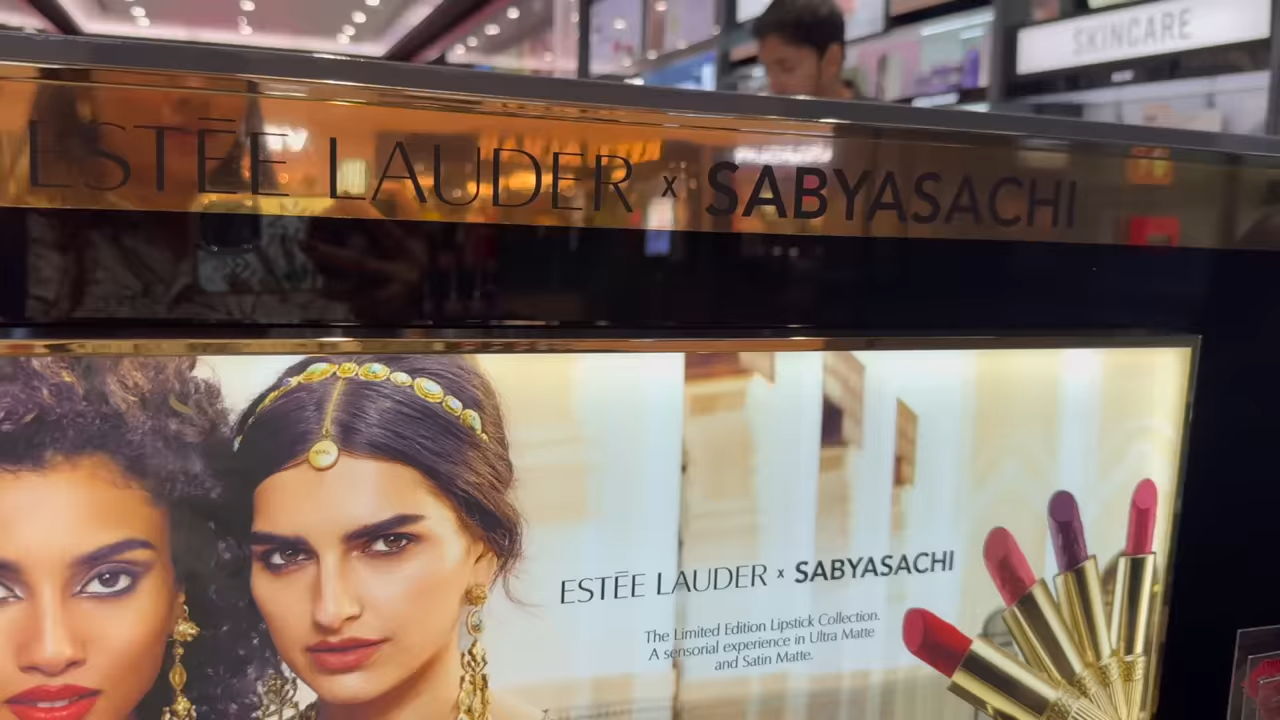 SKINCARE
ESTĒE LAUDER x SABYASACHI
ESTĒE LAUDER x SABYASACHI
The Limited Edition Lipstick Collection.
A sensorial experience in Ultra Matte
and Satin Matte.